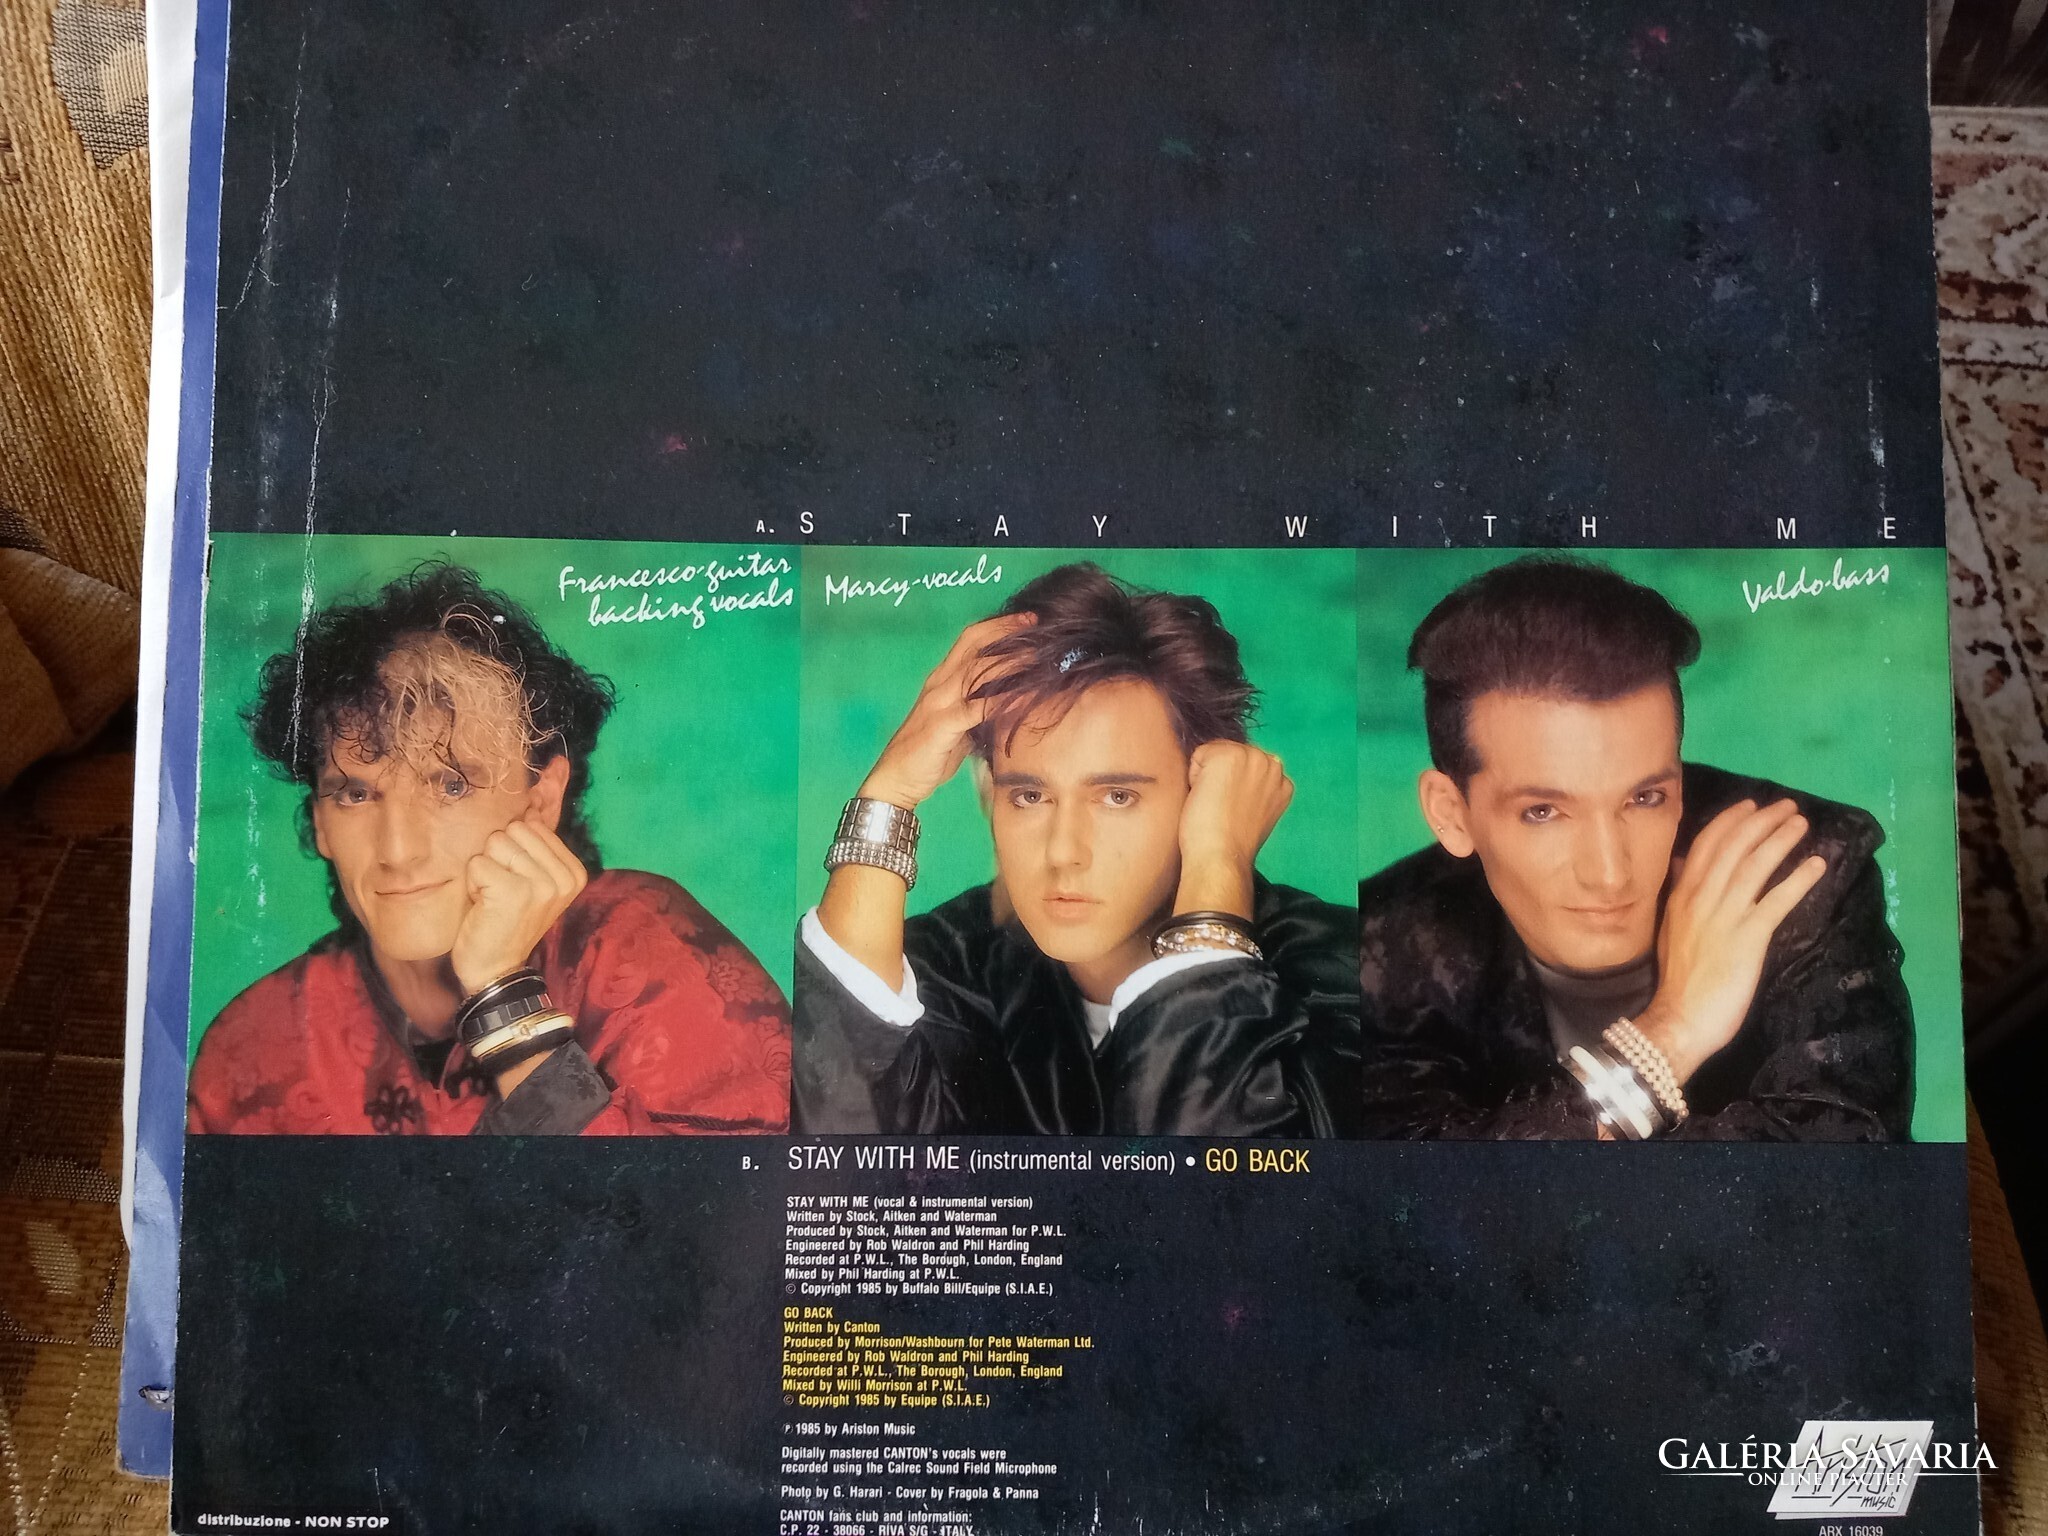 A. STAY WITH ME
Francesco-guitar
backing vocals
Marcy-vocals
Valdo-bass
B. STAY WITH ME (instrumental version) • GO BACK
STAY WITH ME (vocal & instrumental version)
Written by Stock, Aitken and Waterman
Produced by Stock, Aitken and Waterman for P.W.L.
Engineered by Rob Waldron and Phil Harding
Recorded at P.W.L., The Borough, London, England
Mixed by Phil Harding at P.W.L.
© Copyright 1985 by Buffalo Bill/Equipe (S.I.A.E.)
GO BACK
Written by Canton
Produced by Morrison/Washbourn for Pete Waterman Ltd.
Engineered by Rob Waldron and Phil Harding
Recorded at P.W.L., The Borough, London, England
Mixed by Willi Morrison at P.W.L.
© Copyright 1985 by Equipe (S.I.A.E.)
℗ 1985 by Ariston Music
Digitally mastered CANTON's vocals were
recorded using the Calrec Sound Field Microphone
Photo by G. Harari - Cover by Fragola & Panna
CANTON fans club and information:
C.P. 22 - 38066 - RIVA S/G - ITALY
distribuzione - NON STOP
Ariston
music
GALÉRIA SAVARIA
ONLINE PIACTÉR
ARX 16039